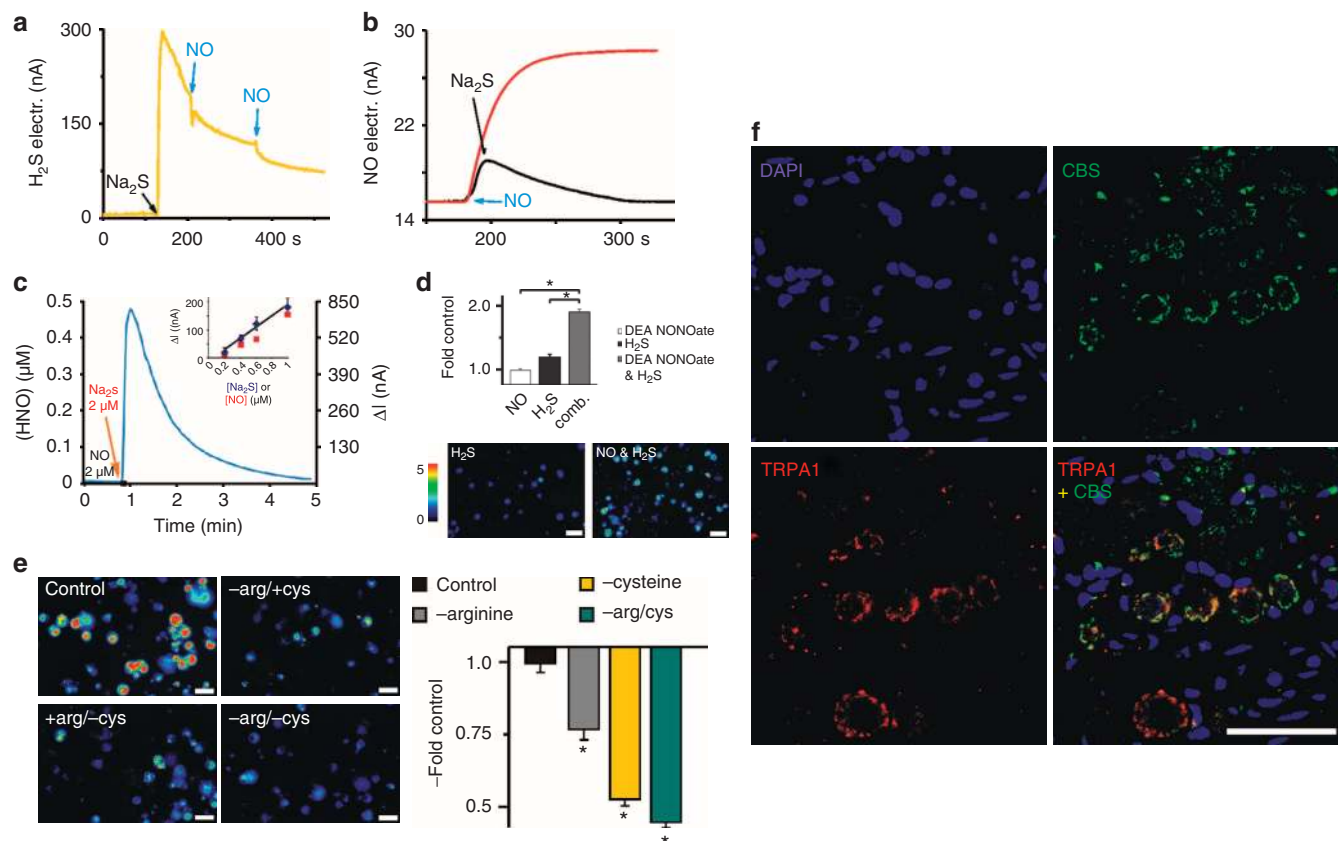 a
300
150
0
H2S electr. (nA)
NO
NO
Na2S
0
200
400 s
b
30
22
14
NO electr. (nA)
Na2S
NO
200
300 s
c
0.5
0.4
0.3
0.2
0.1
0
(HNO) (µM)
Na2s
2 µM
NO
2 µM
0
1
2
3
4
5
Time (min)
850
620
490
360
260
130
ΔI (nA)
200
100
0
ΔI (nA)
0
0.2
0.4
0.6
0.8
1
[Na2S] or
[NO] (µM)
d
*
*
2.0
1.0
Fold control
NO
H2S
comb.
DEA NONOate
H2S
DEA NONOate
& H2S
5
0
H2S
NO & H2S
e
Control
–arg/+cys
+arg/–cys
–arg/–cys
Control
–cysteine
–arginine
–arg/cys
1.0
0.75
0.5
–Fold control
*
*
*
f
DAPI
CBS
TRPA1
TRPA1
+ CBS